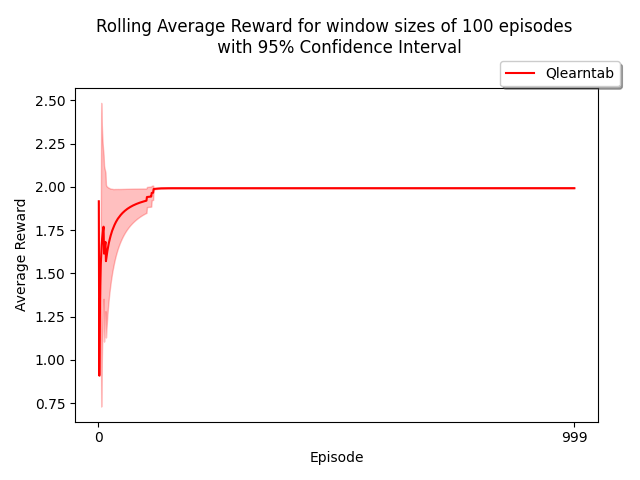 Rolling Average Reward for window sizes of 100 episodes
with 95% Confidence Interval
Qlearntab
2.50
2.25
2.00
1.75
1.50
1.25
1.00
0.75
Average Reward
0 999
Episode